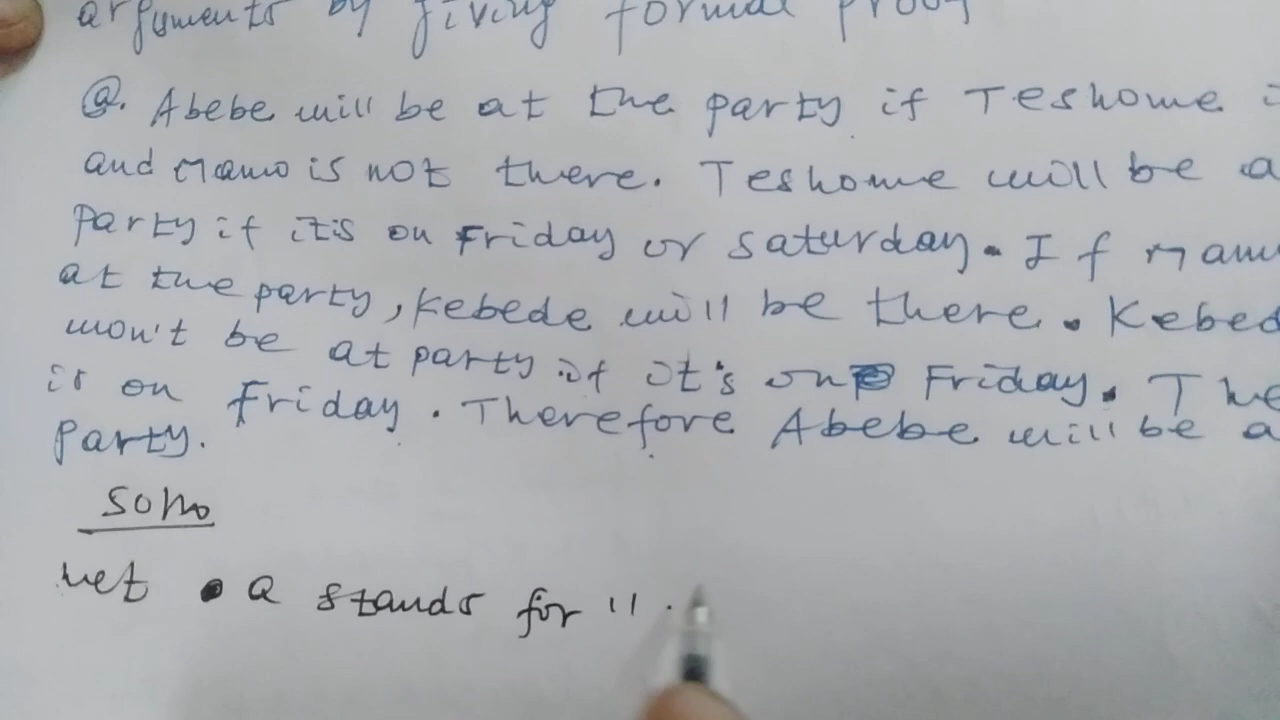 arguments by giving formal proof
@. Abebe will be at the party if Teshome
and Mamo is not there. Teshome will be a
party if it's on Friday or saturday. If Mam
at the party, Kebede will be there. Kebed
won't be at party if it's on Friday. The
is on Friday. Therefore Abebe will be a
Party.
Soln
Let a stands for "